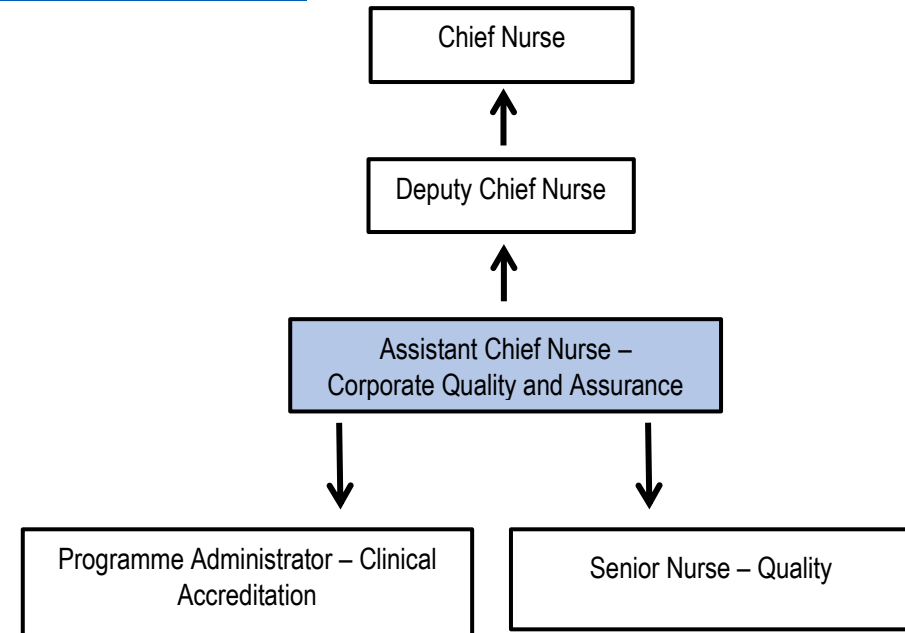 Chief Nurse
Deputy Chief Nurse
Assistant Chief Nurse –
Corporate Quality and Assurance
Programme Administrator – Clinical
Accreditation
Senior Nurse – Quality